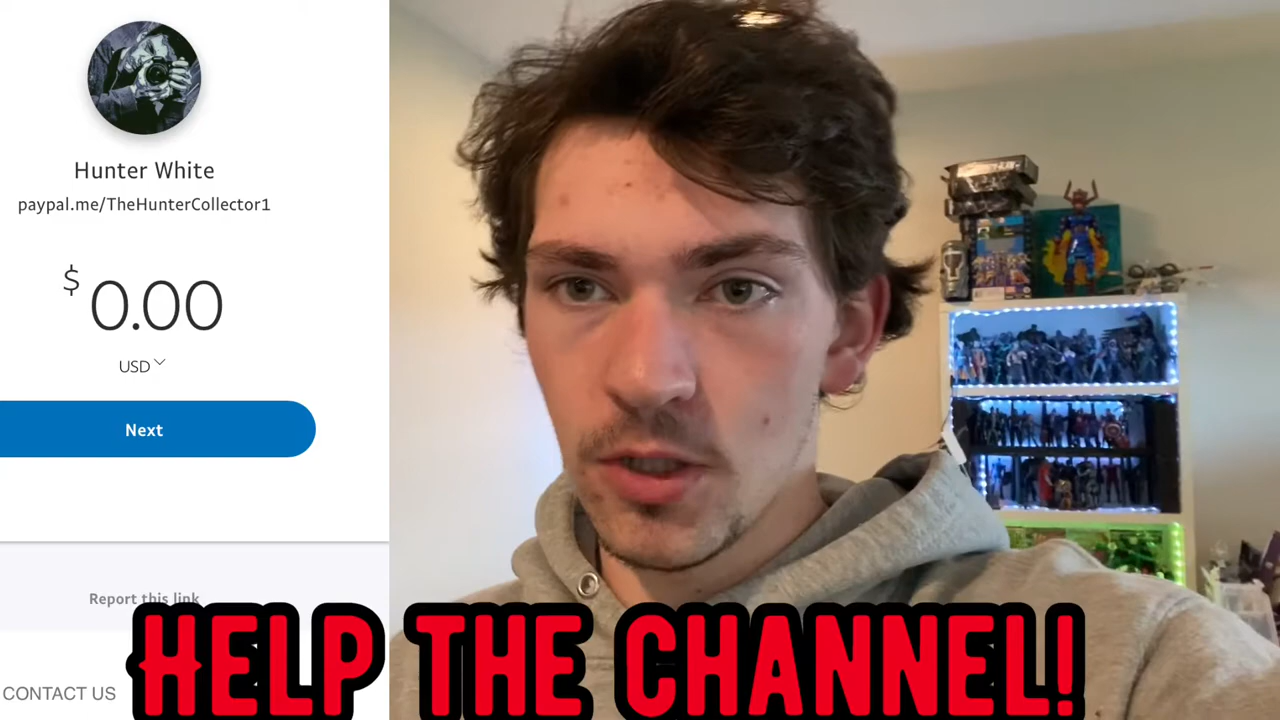 Hunter White
paypal.me/TheHunterCollector1
$ 0.00
USD
Next
Report this link
CONTACT US
HELP THE CHANNEL!